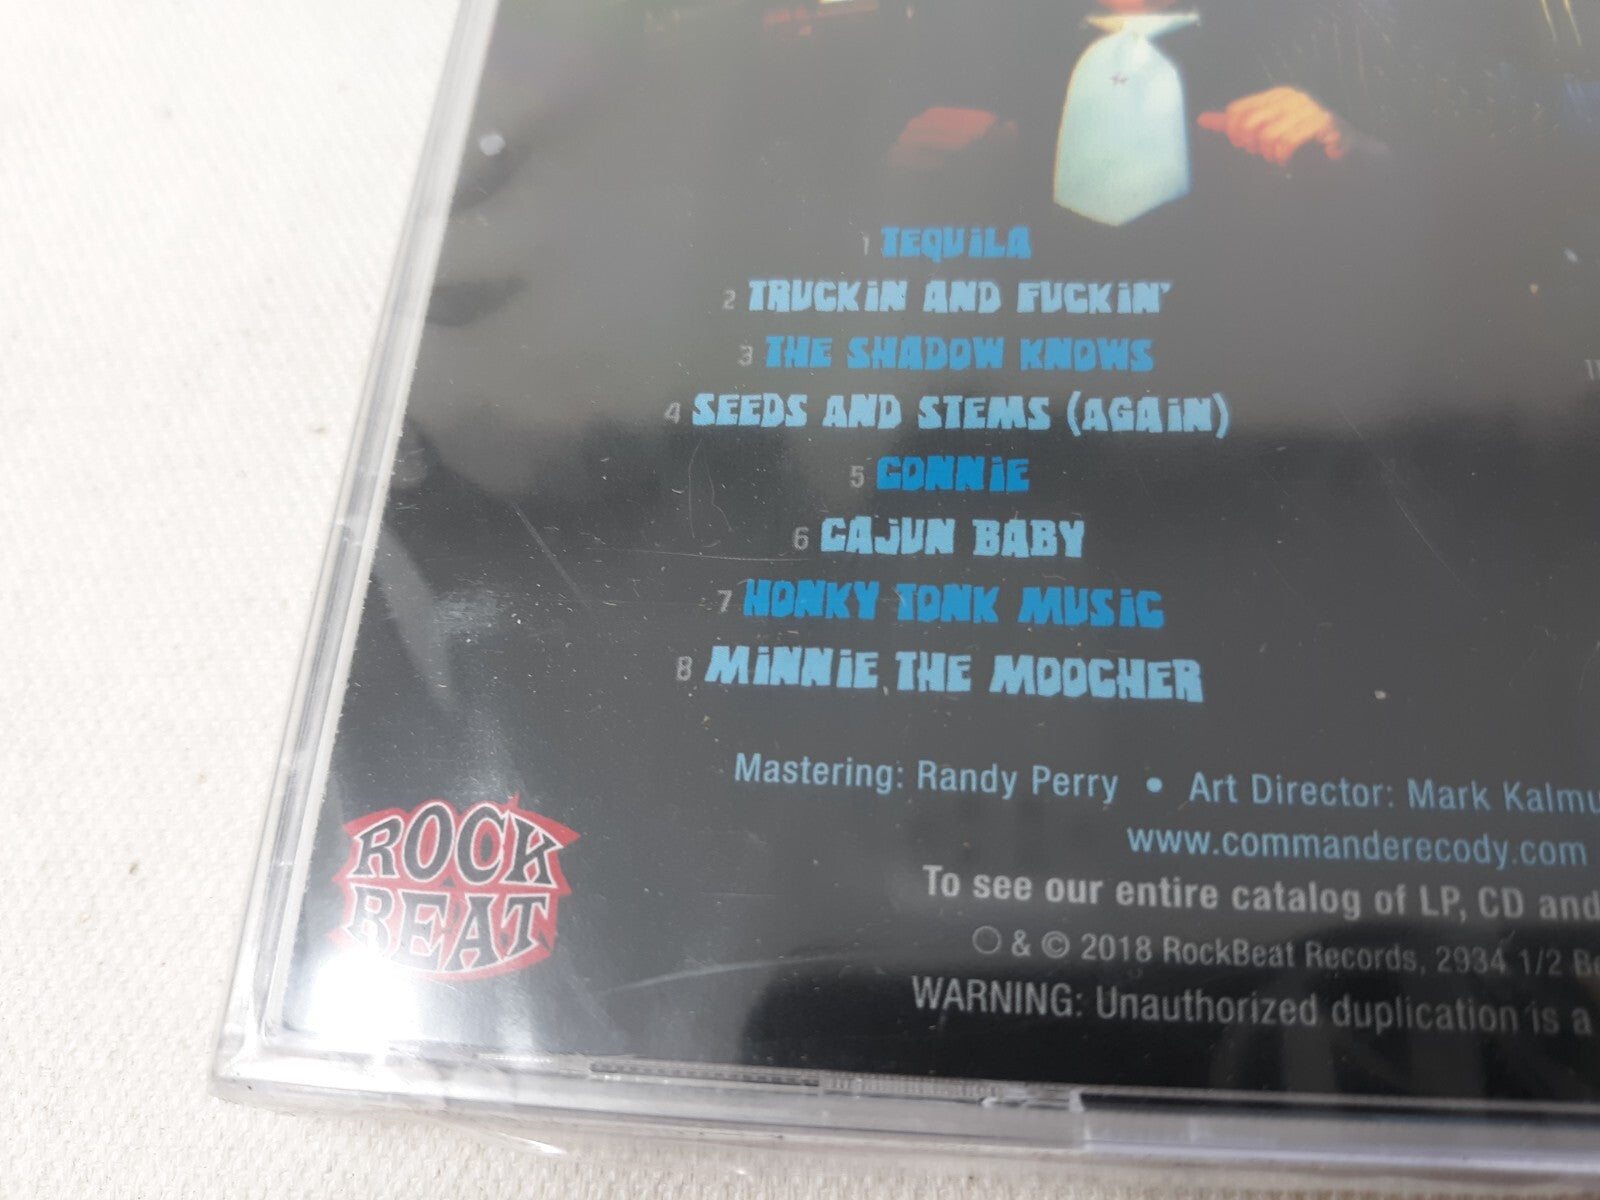 1 TEQUiLA
2 TRUCKiN AND FUCKiN'
3 THE SHADOW KNOWS
4 SEEDS AND STEMS (AGAiN)
5 CONNiE
6 CAJUN BABY
7 HONKY TONK MUSiC
8 MiNNiE THE MOOCHER
Mastering: Randy Perry • Art Director: Mark Kalmu
www.commanderecody.com
To see our entire catalog of LP, CD and
& © 2018 RockBeat Records, 2934 1/2 Be
WARNING: Unauthorized duplication is a
ROCK
BEAT